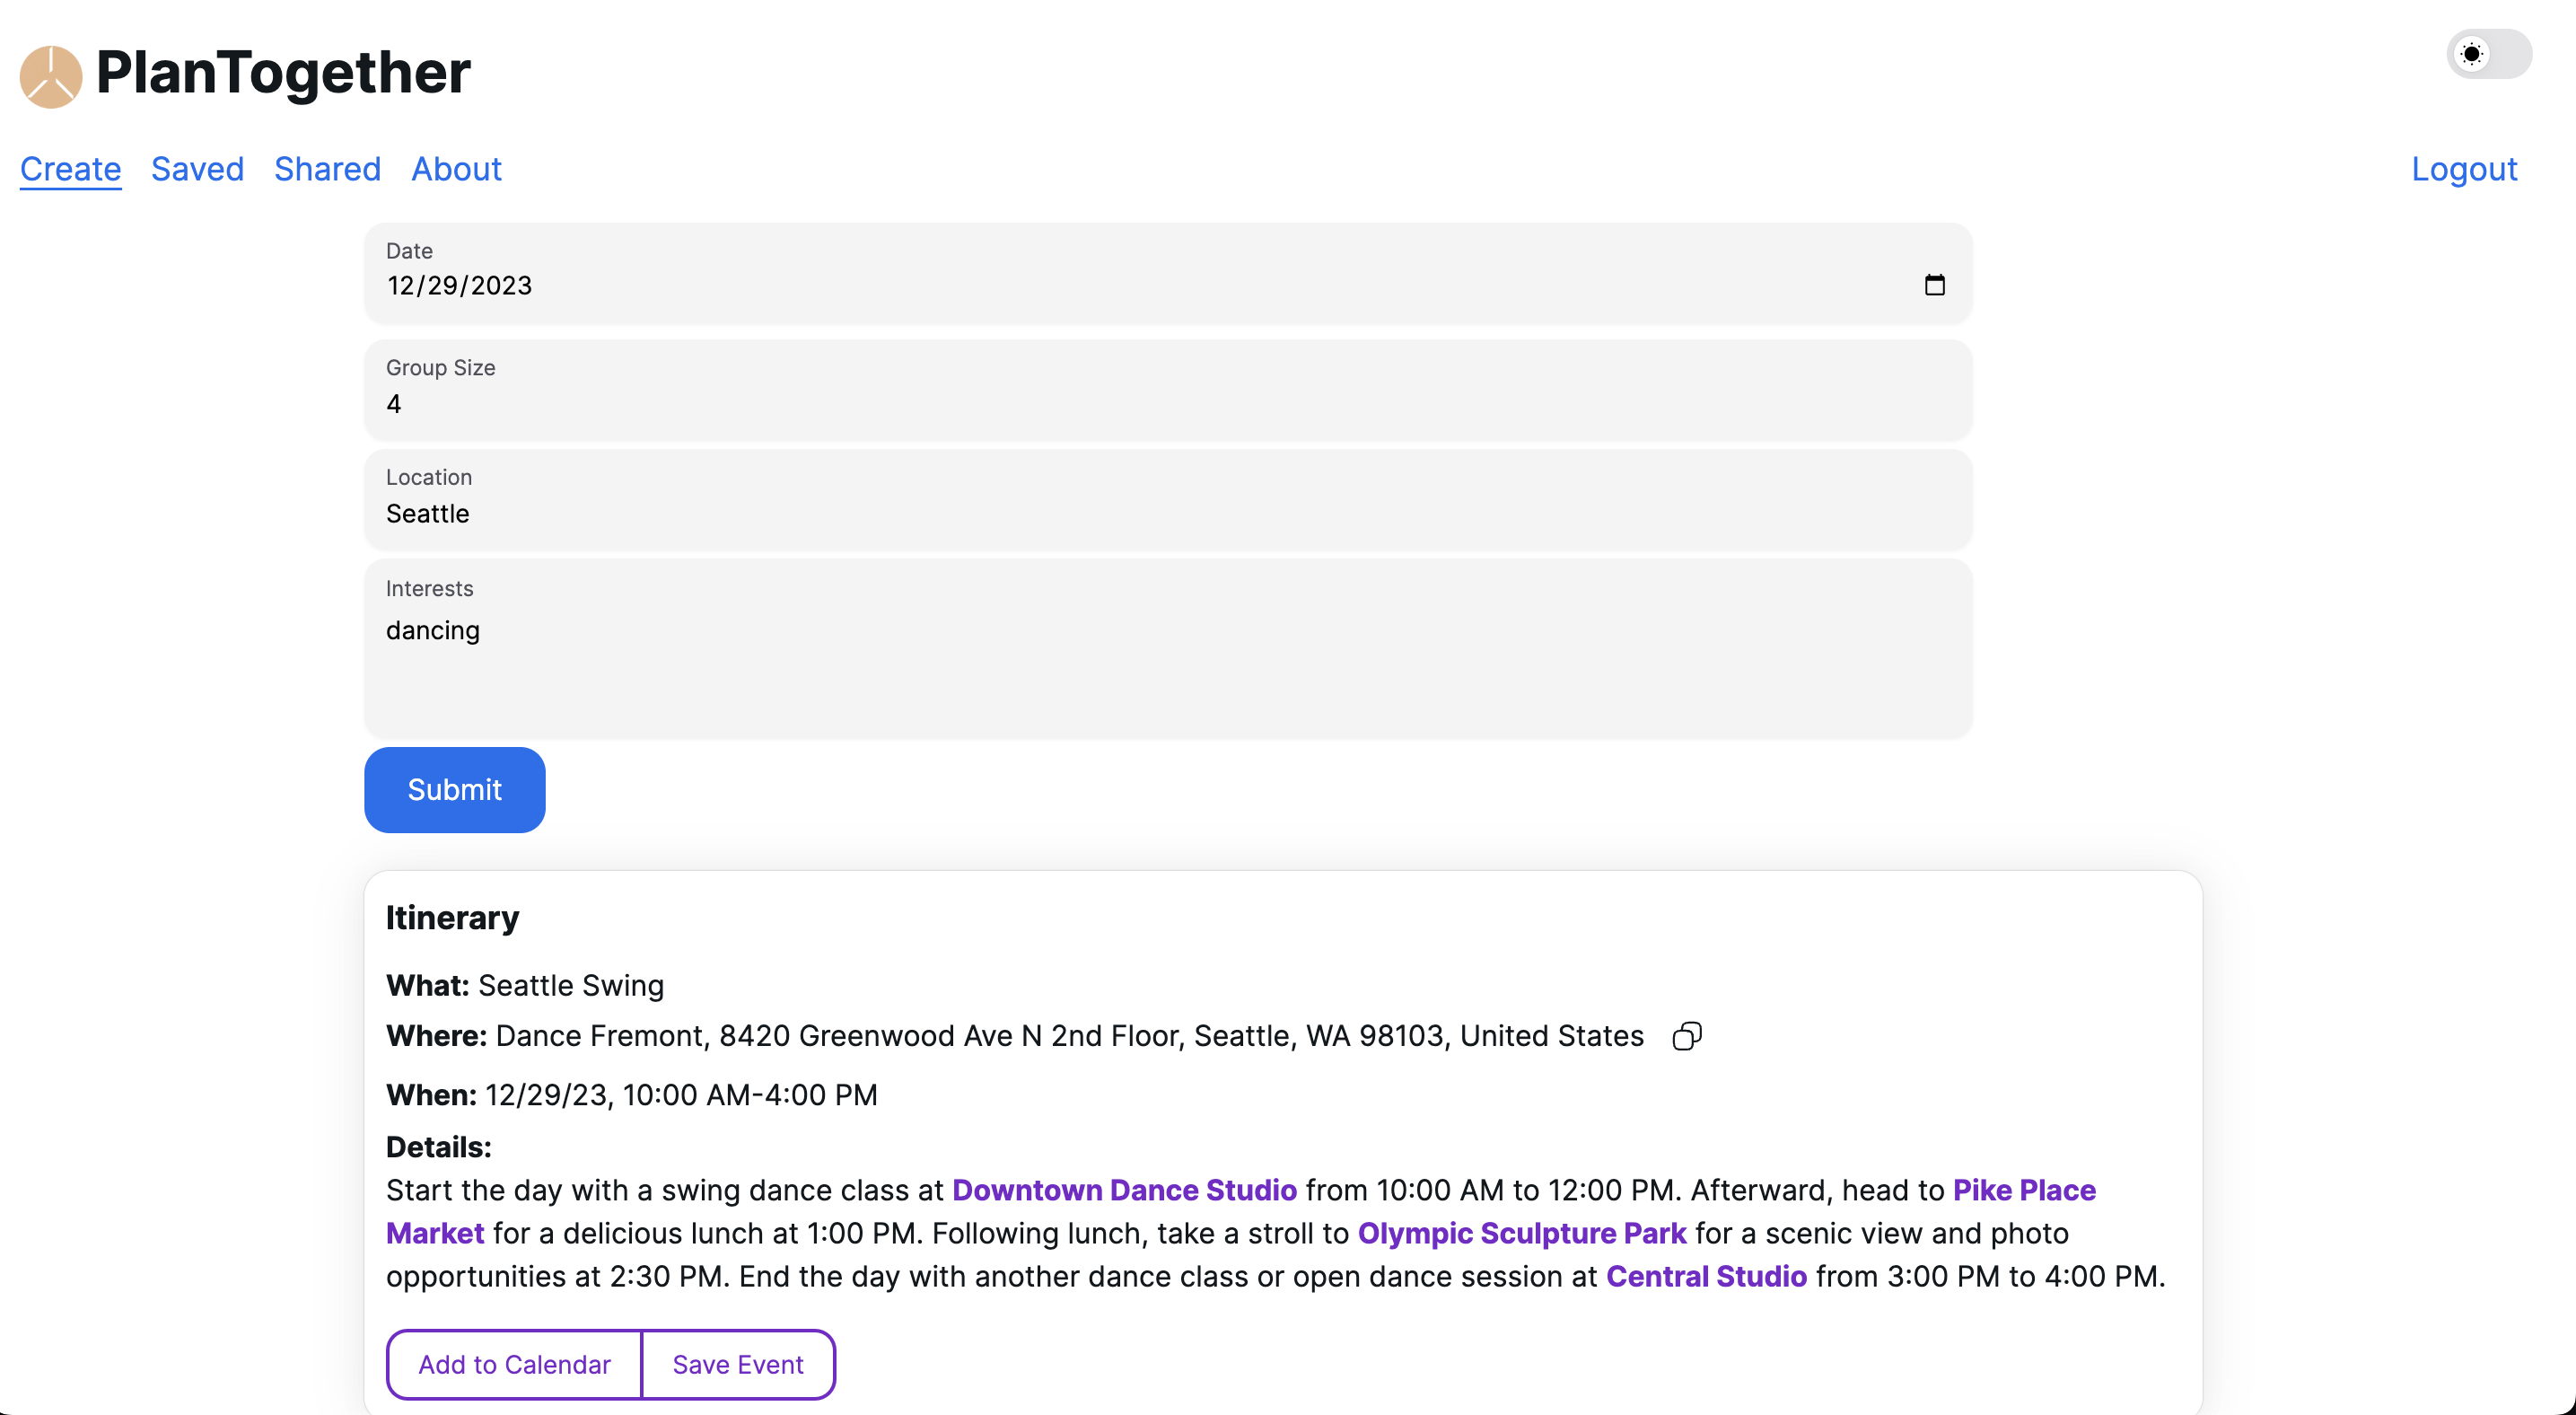 PlanTogether
Create Saved Shared About Logout
Date
12/29/2023
Group Size
4
Location
Seattle
Interests
dancing
Submit
Itinerary
What: Seattle Swing
Where: Dance Fremont, 8420 Greenwood Ave N 2nd Floor, Seattle, WA 98103, United States
When: 12/29/23, 10:00 AM-4:00 PM
Details:
Start the day with a swing dance class at Downtown Dance Studio from 10:00 AM to 12:00 PM. Afterward, head to Pike Place
Market for a delicious lunch at 1:00 PM. Following lunch, take a stroll to Olympic Sculpture Park for a scenic view and photo
opportunities at 2:30 PM. End the day with another dance class or open dance session at Central Studio from 3:00 PM to 4:00 PM.
Add to Calendar Save Event